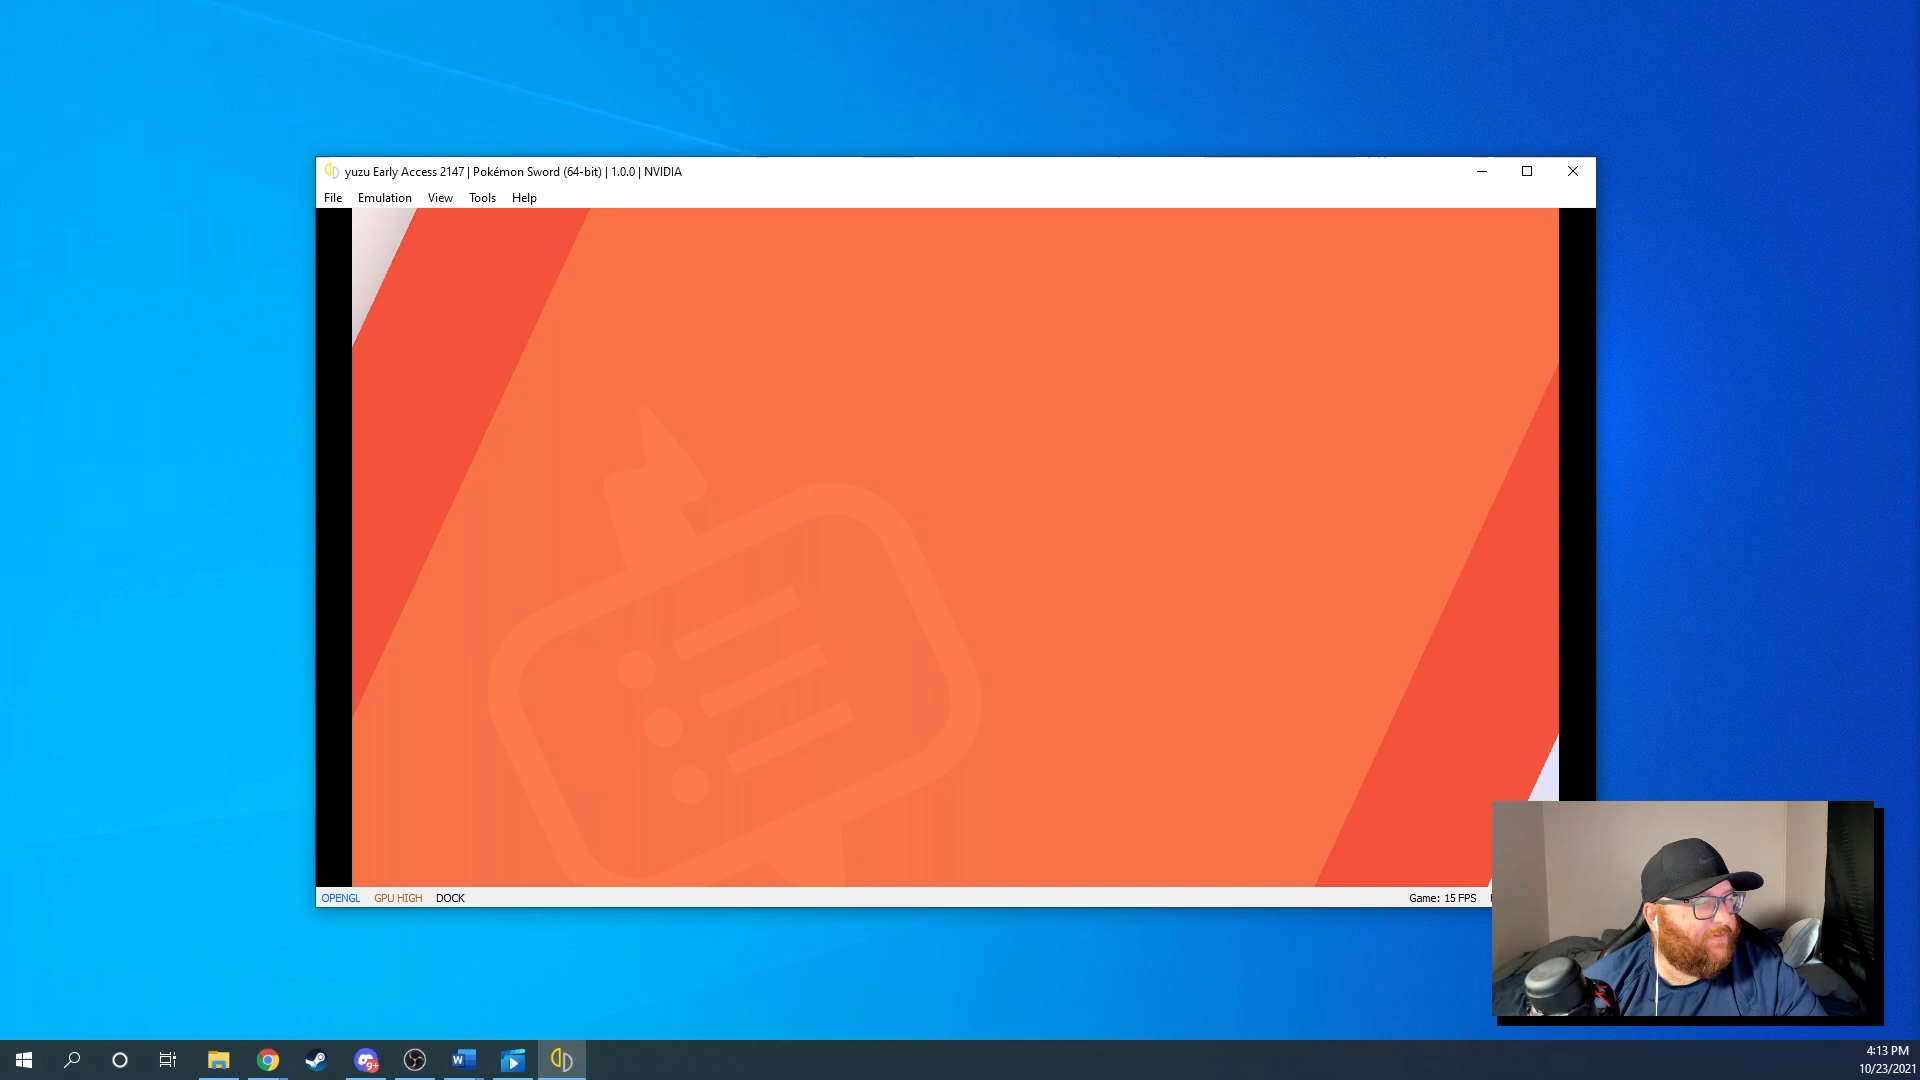 yuzu Early Access 2147 | Pokémon Sword (64-bit) | 1.0.0 | NVIDIA
File Emulation View Tools Help
OPENGL GPU HIGH DOCK Game: 15 FPS
9+
W
4:13 PM
10/23/2021